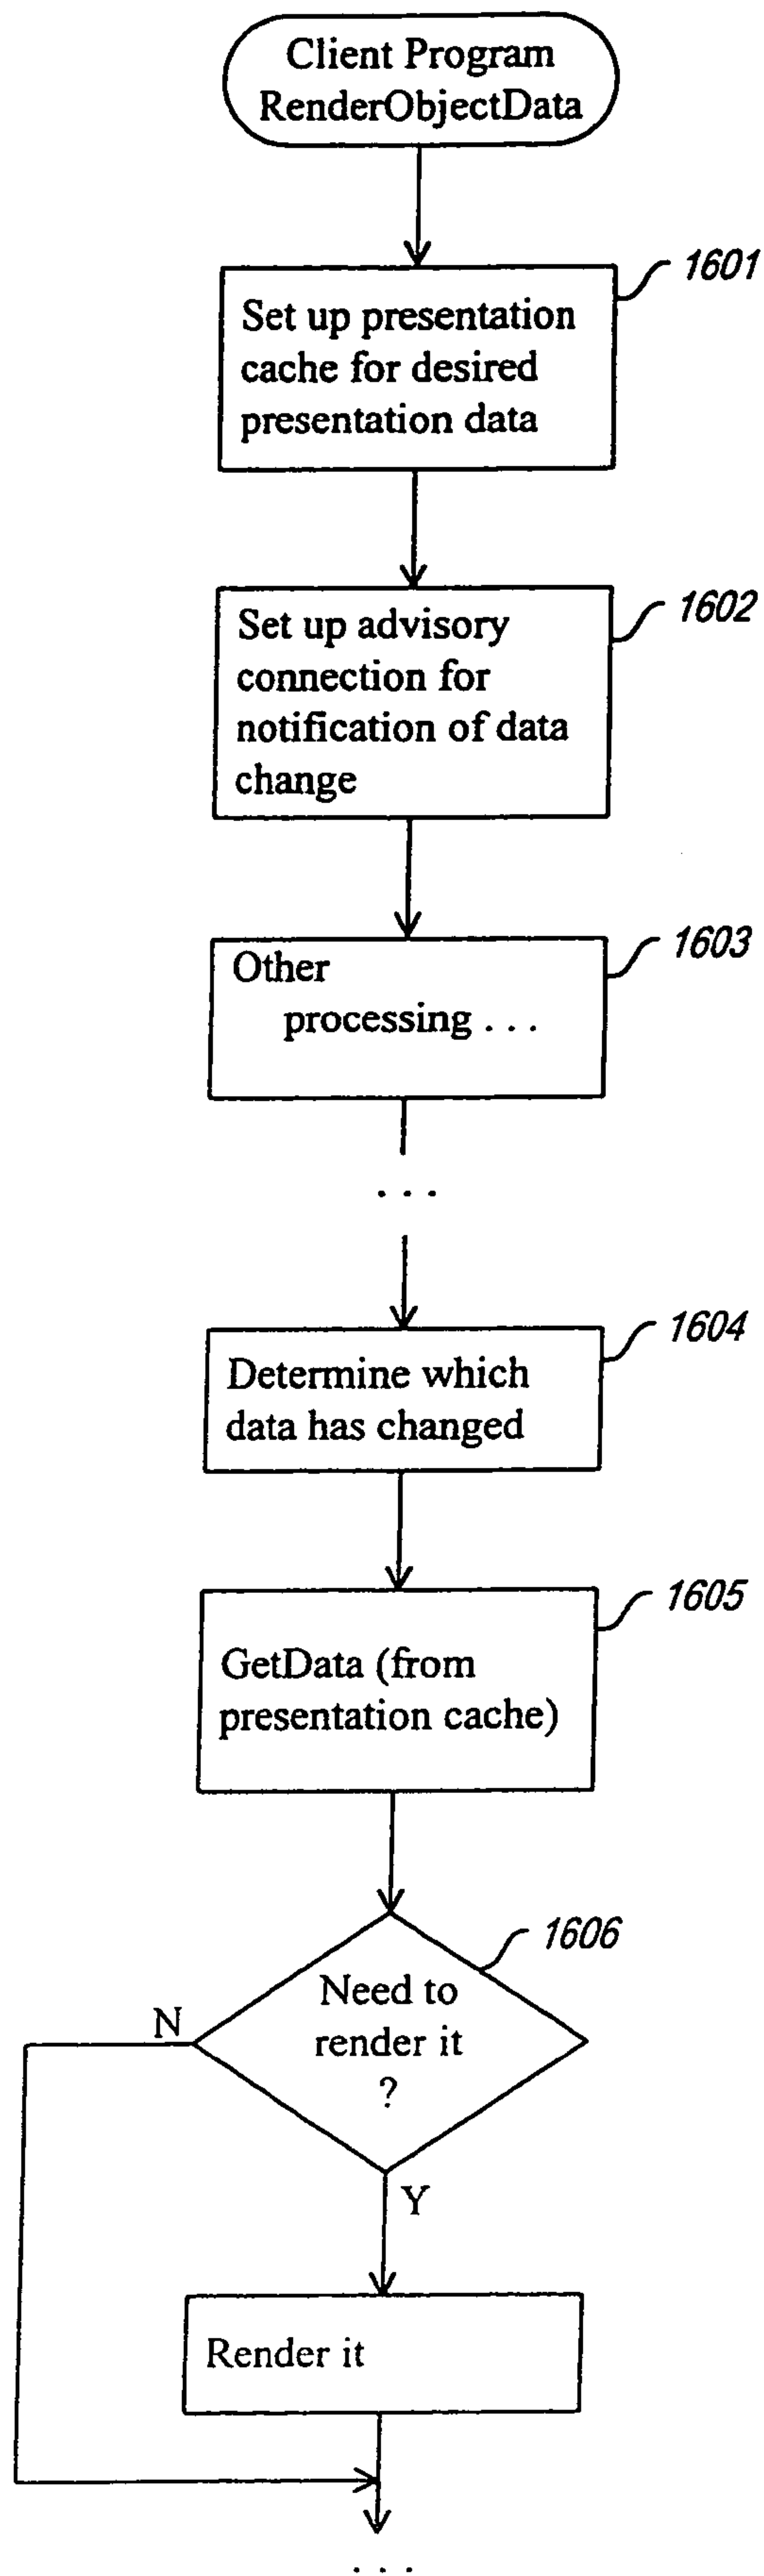 Client Program
RenderObjectData
1601
Set up presentation
cache for desired
presentation data
1602
Set up advisory
connection for
notification of data
change
1603
Other
processing . . .
. . .
1604
Determine which
data has changed
1605
GetData (from
presentation cache)
1606
Need to
render it
?
N
Y
Render it
. . .